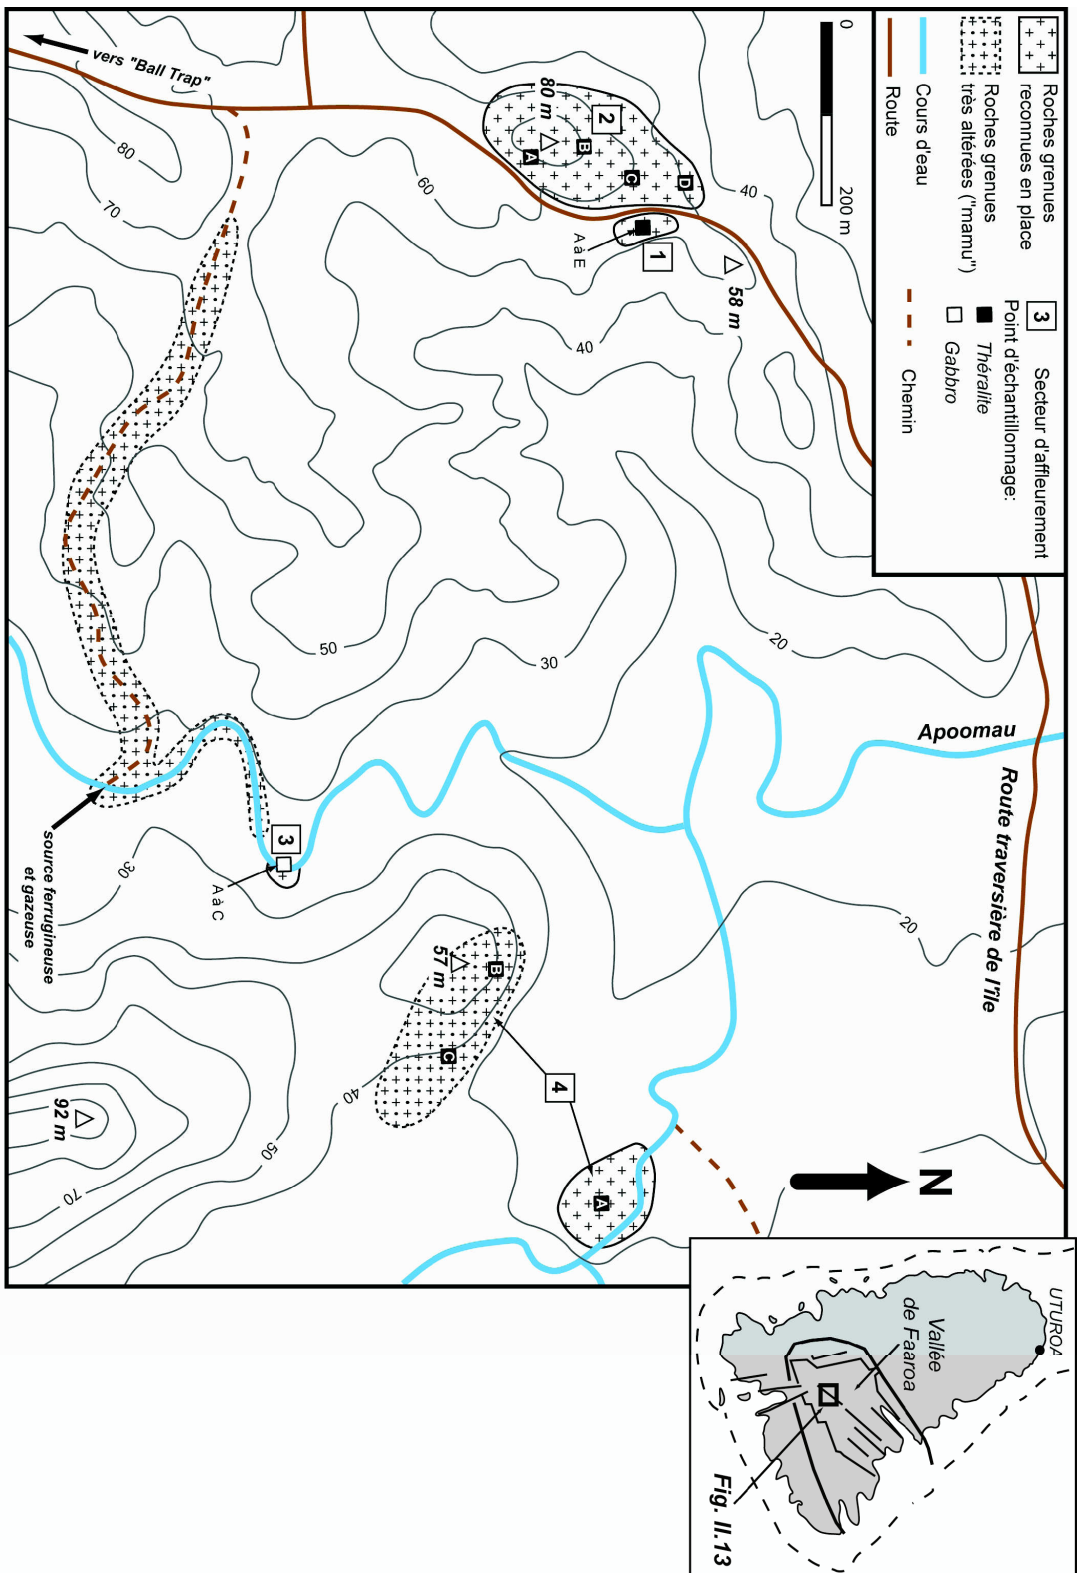 Roches grenues
reconnues en place
Roches grenues
très altérées ("mamu")
Cours d'eau
Route
3 Secteur d'affleurement
Point d'échantillonnage:
Théralite
Gabbro
Chemin
0
200 m
N
UTUROA
Vallée
de Faaroa
Fig. II.13
Route traversière de l'île
Apoomau
vers "Ball Trap"
80 m
2
A
B
C
D
1
A à E
58 m
40
40
60
80
70
20
20
30
50
3
A à C
30
source ferrugineuse
et gazeuse
57 m
B
C
4
A
40
50
70
92 m